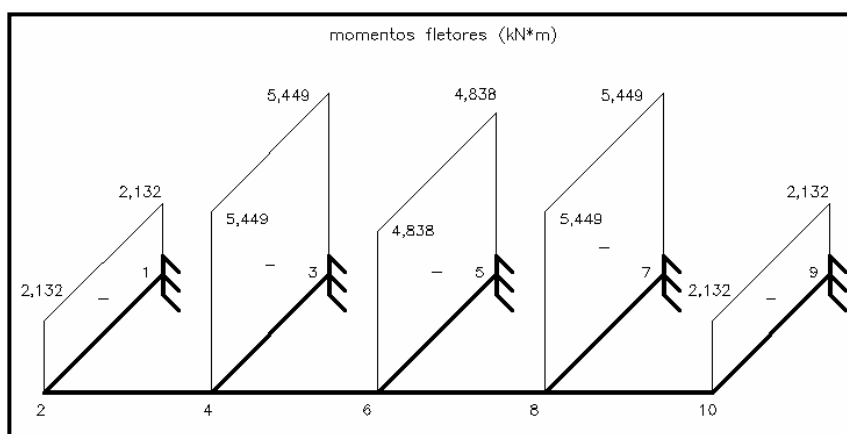 momentos fletores (kN*m)
5,449 4,838 5,449
2,132 2,132
5,449 4,838 5,449
2,132 1 3 5 7 2,132 9
2 4 6 8 10